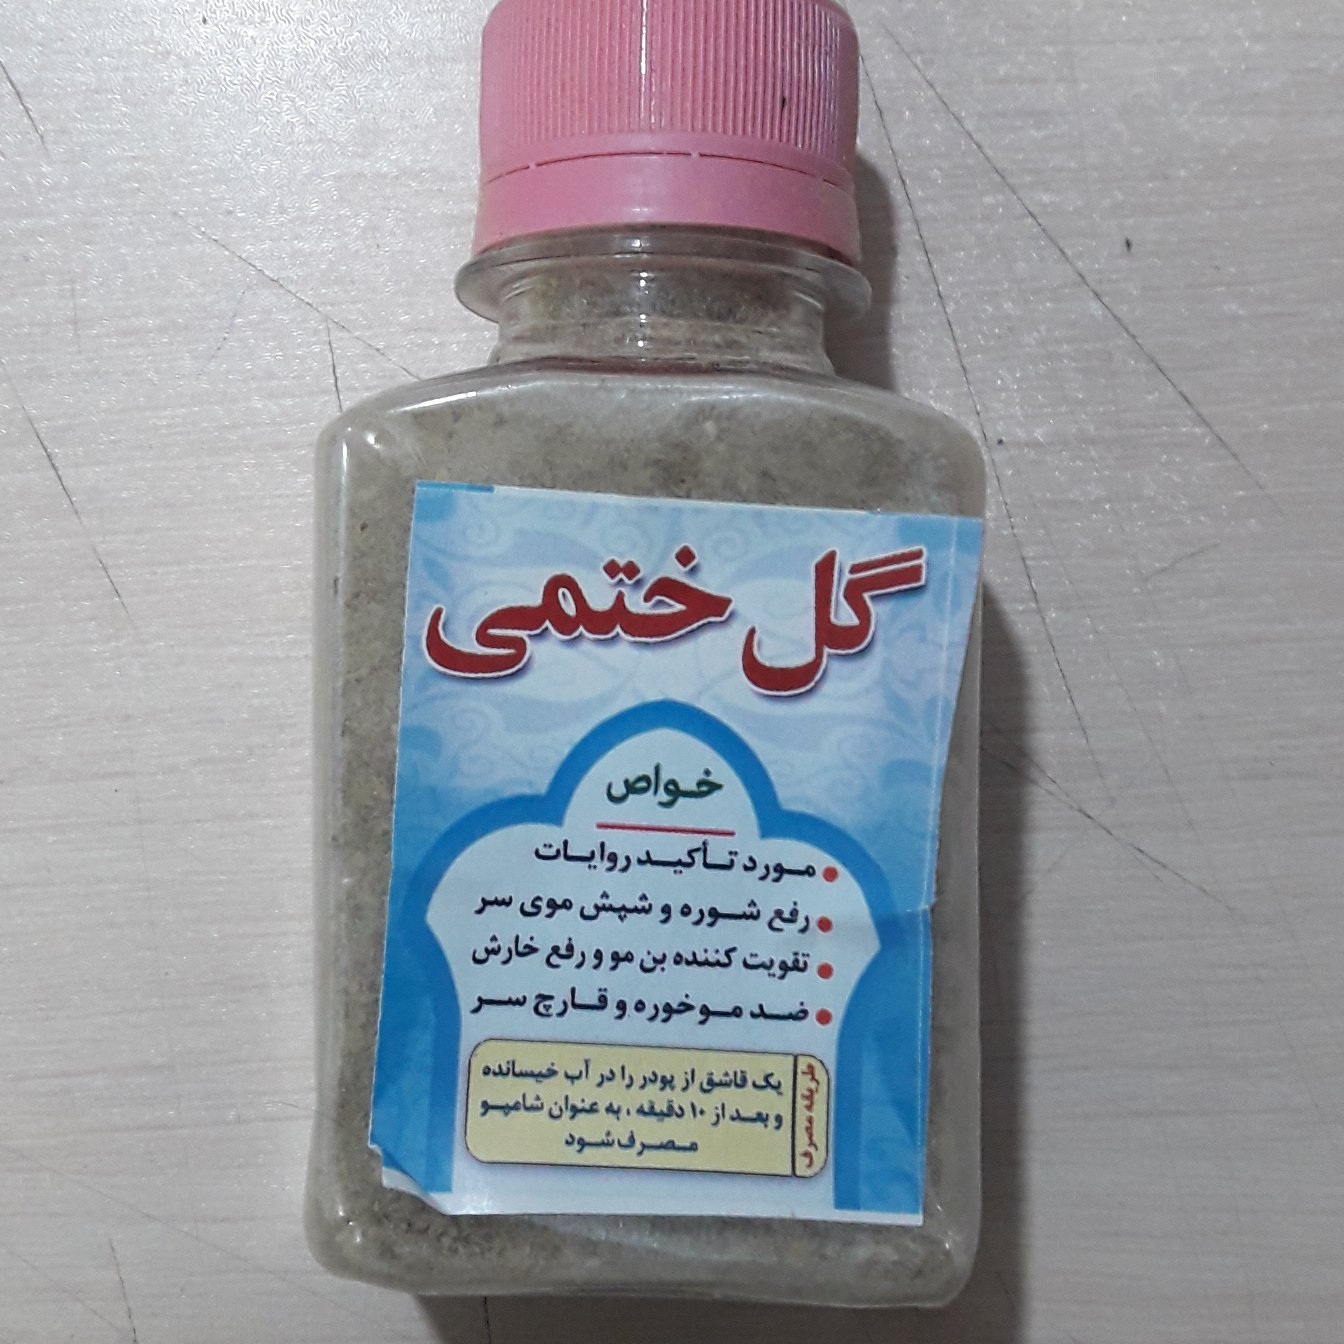 گل ختمی
خواص
مورد تأکید روایات
رفع شوره و شپش موی سر
تقویت کننده بن مو و رفع خارش
ضد موخوره و قارچ سر
طریقه مصرف
یک قاشق از پودر را در آب خیسانده
و بعد از ۱۰ دقیقه ، به عنوان شامپو
مصرف شود